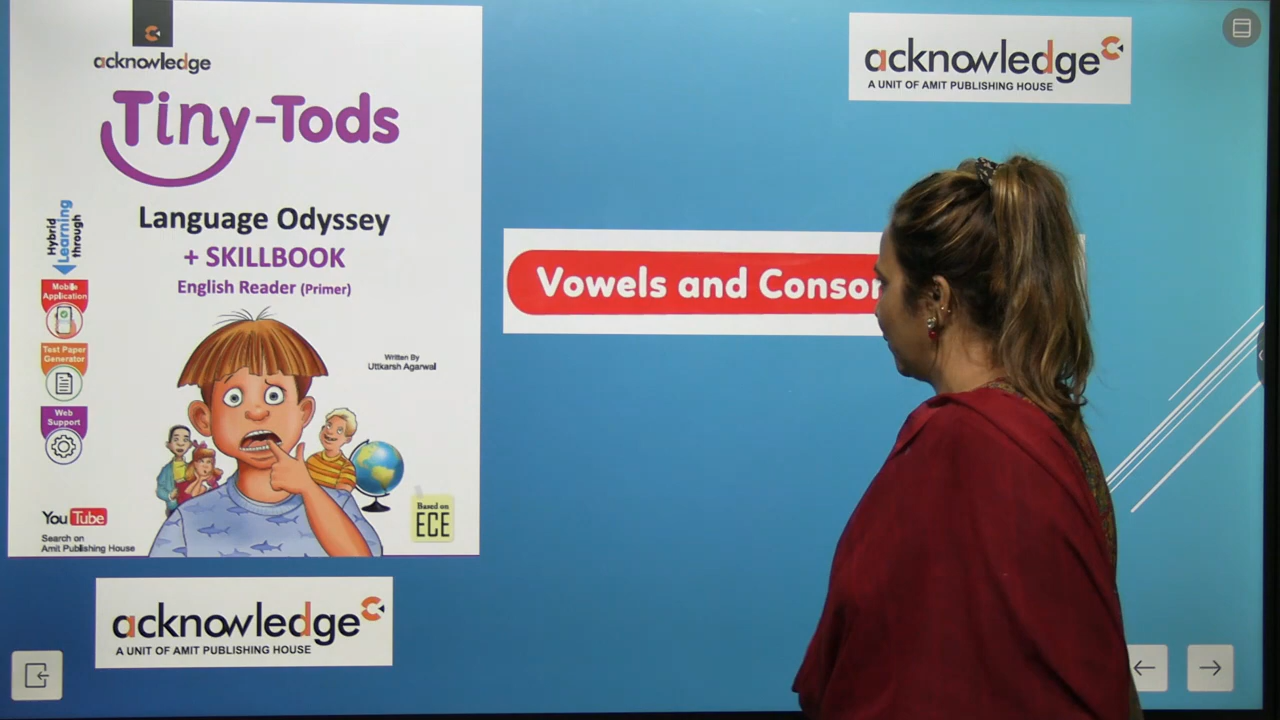 acknowledge
Tiny-Tods
Language Odyssey
+ SKILLBOOK
English Reader (Primer)
Hybrid
Learning
through
Mobile
Application
Test Paper
Generator
Web
Support
Written By
Uttkarsh Agarwal
YouTube
Search on
Amit Publishing House
Based on
ECE
acknowledge
A UNIT OF AMIT PUBLISHING HOUSE
Vowels and Conson
acknowledge
A UNIT OF AMIT PUBLISHING HOUSE